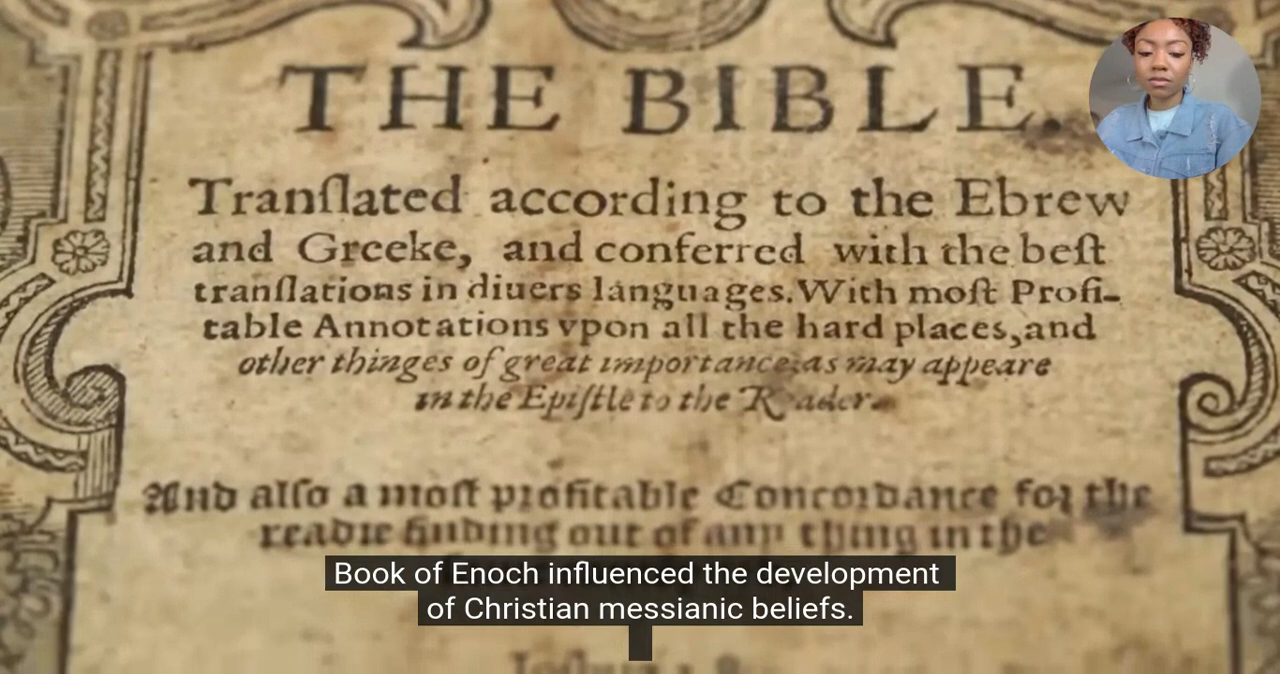 THE BIBLE.
Tranſlated according to the Ebrew
and Greeke, and conferred with the beſt
tranſlations in diuers languages. With moſt Profi-
table Annotations vpon all the hard places, and
other thinges of great importance as may appeare
in the Epiſtle to the Reader.
And alſo a moſt profitable Concordance for the
readie finding out of any thing in the
Book of Enoch influenced the development
of Christian messianic beliefs.